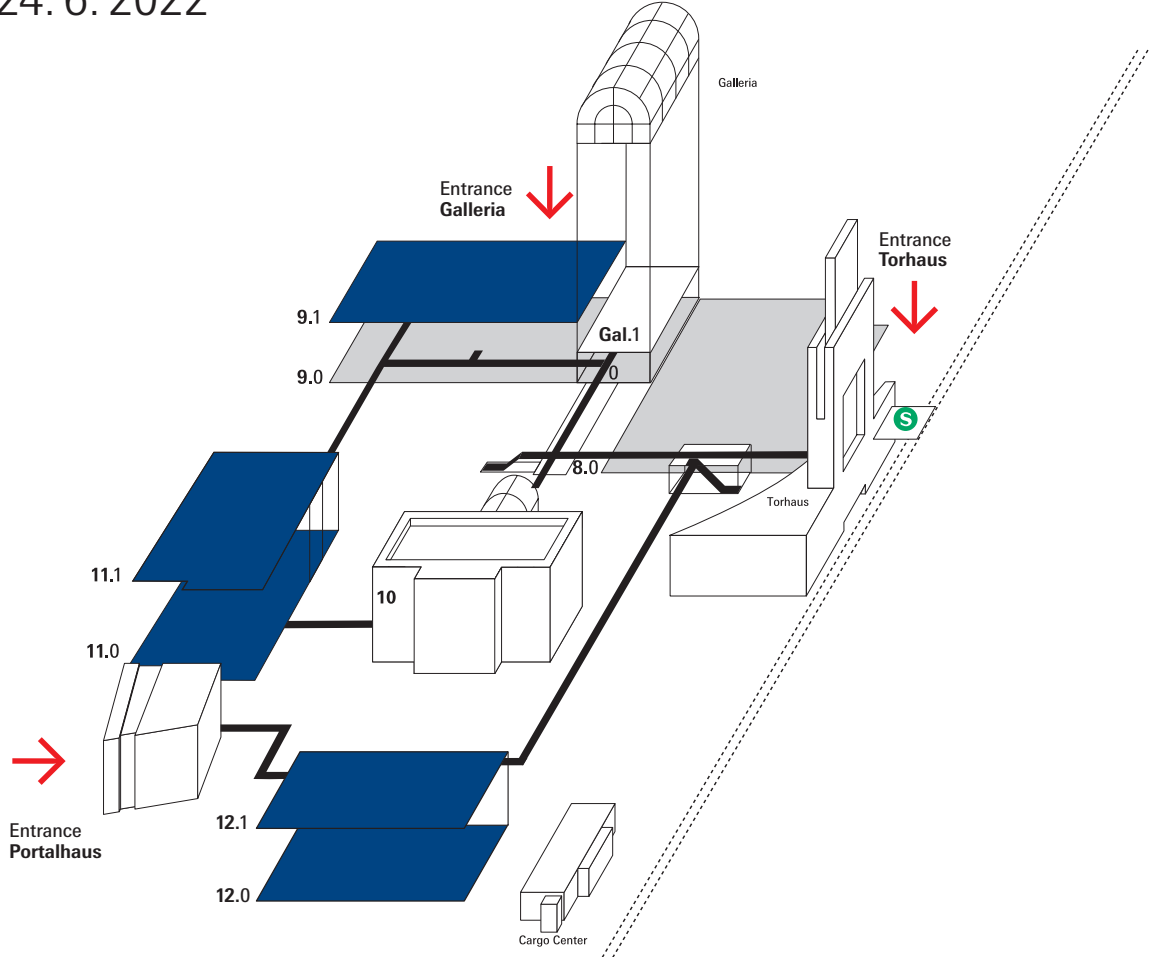 24. 6. 2022
Galleria
Entrance
Galleria
Entrance
Torhaus
9.1
Gal.1
9.0
0
S
8.0
Torhaus
11.1
10
11.0
Entrance
Portalhaus
12.1
12.0
Cargo Center